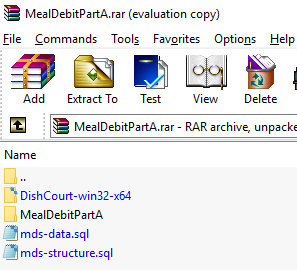 MealDebitPartA.rar (evaluation copy)
File Commands Tools Favorites Options H
Add Extract To Test View Delete
MealDebitPartA.rar - RAR archive, unpacke
Name
..
DishCourt-win32-x64
MealDebitPartA
mds-data.sql
mds-structure.sql